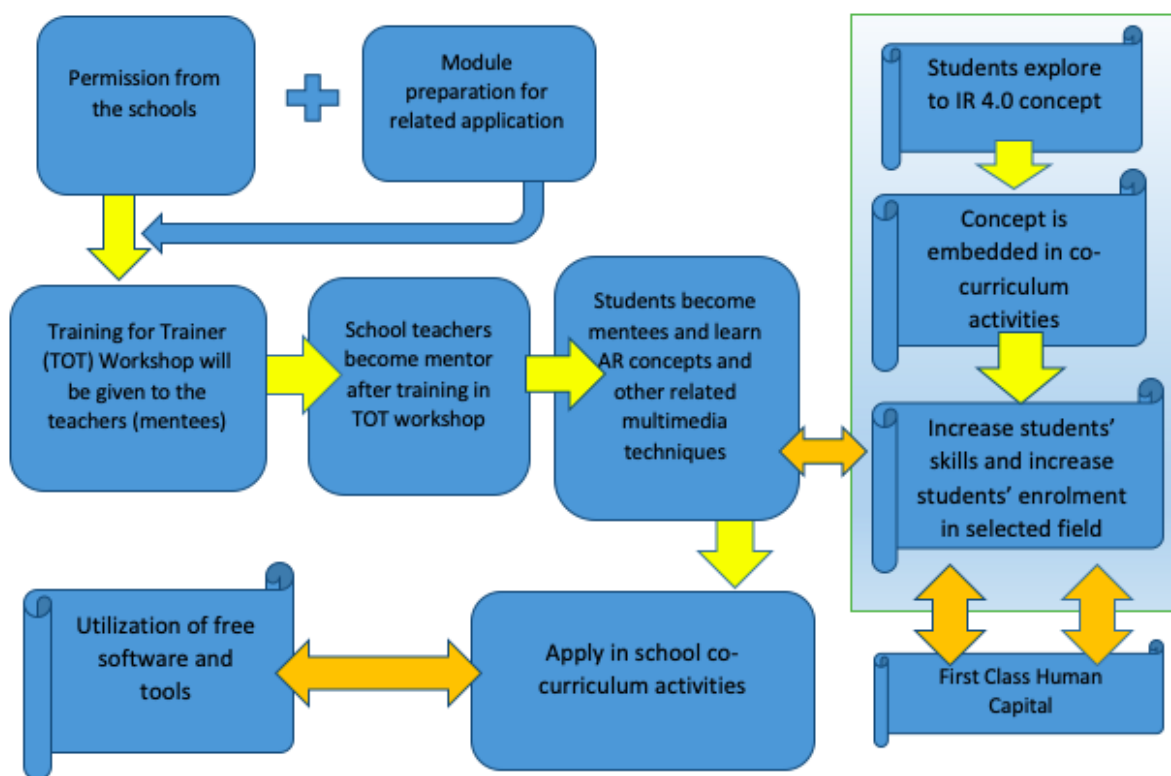 Permission from
the schools
Module
preparation for
related application
Students explore
to IR 4.0 concept
Concept is
embedded in co-
curriculum
activities
Training for Trainer
(TOT) Workshop will
be given to the
teachers (mentees)
School teachers
become mentor
after training in
TOT workshop
Students become
mentees and learn
AR concepts and
other related
multimedia
techniques
Increase students’
skills and increase
students’ enrolment
in selected field
Utilization of free
software and
tools
Apply in school co-
curriculum activities
First Class Human
Capital